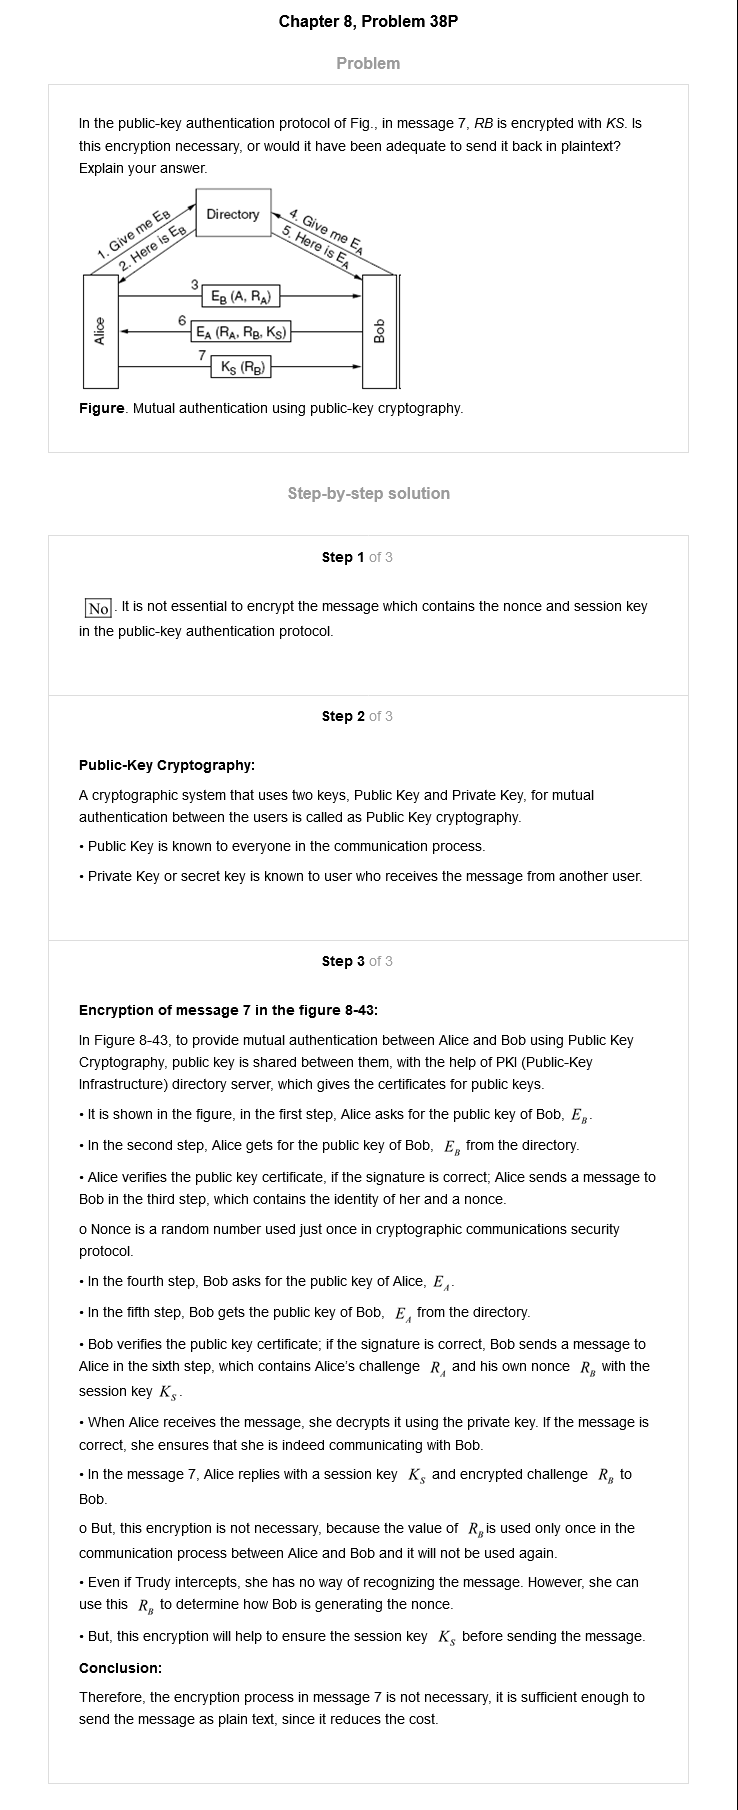 Chapter 8, Problem 38P
Problem
In the public-key authentication protocol of Fig., in message 7, RB is encrypted with KS. Is
this encryption necessary, or would it have been adequate to send it back in plaintext?
Explain your answer.
Directory
1. Give me EB
2. Here is EB
4. Give me EA
5. Here is EA
Alice
Bob
3
EB (A, RA)
6
EA (RA, RB, KS)
7
KS (RB)
Figure. Mutual authentication using public-key cryptography.
Step-by-step solution
Step 1 of 3
No. It is not essential to encrypt the message which contains the nonce and session key
in the public-key authentication protocol.
Step 2 of 3
Public-Key Cryptography:
A cryptographic system that uses two keys, Public Key and Private Key, for mutual
authentication between the users is called as Public Key cryptography.
• Public Key is known to everyone in the communication process.
• Private Key or secret key is known to user who receives the message from another user.
Step 3 of 3
Encryption of message 7 in the figure 8-43:
In Figure 8-43, to provide mutual authentication between Alice and Bob using Public Key
Cryptography, public key is shared between them, with the help of PKI (Public-Key
Infrastructure) directory server, which gives the certificates for public keys.
• It is shown in the figure, in the first step, Alice asks for the public key of Bob, EB.
• In the second step, Alice gets for the public key of Bob, EB from the directory.
• Alice verifies the public key certificate, if the signature is correct; Alice sends a message to
Bob in the third step, which contains the identity of her and a nonce.
o Nonce is a random number used just once in cryptographic communications security
protocol.
• In the fourth step, Bob asks for the public key of Alice, EA.
• In the fifth step, Bob gets the public key of Bob, EA from the directory.
• Bob verifies the public key certificate; if the signature is correct, Bob sends a message to
Alice in the sixth step, which contains Alice's challenge RA and his own nonce RB with the
session key KS.
• When Alice receives the message, she decrypts it using the private key. If the message is
correct, she ensures that she is indeed communicating with Bob.
• In the message 7, Alice replies with a session key KS and encrypted challenge RB to
Bob.
o But, this encryption is not necessary, because the value of RB is used only once in the
communication process between Alice and Bob and it will not be used again.
• Even if Trudy intercepts, she has no way of recognizing the message. However, she can
use this RB to determine how Bob is generating the nonce.
• But, this encryption will help to ensure the session key KS before sending the message.
Conclusion:
Therefore, the encryption process in message 7 is not necessary, it is sufficient enough to
send the message as plain text, since it reduces the cost.